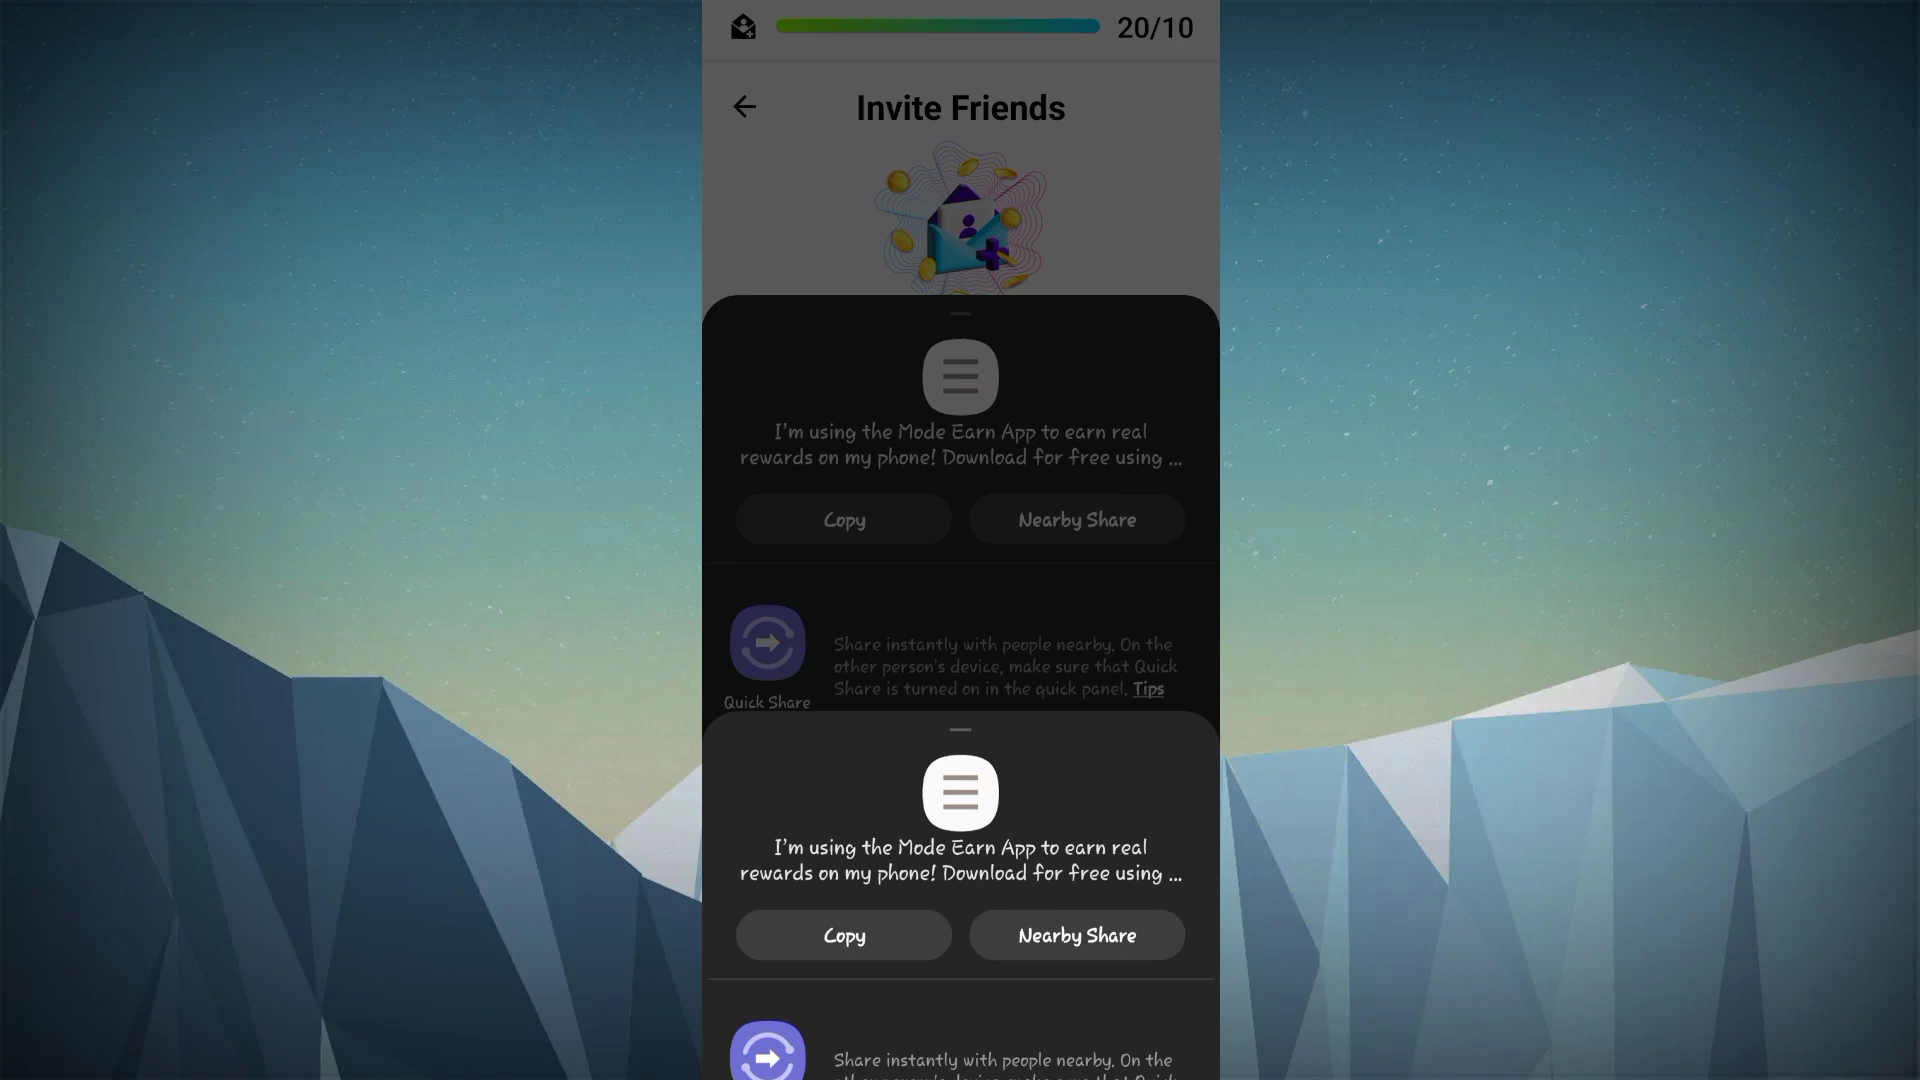 20/10
Invite Friends
I'm using the Mode Earn App to earn real
rewards on my phone! Download for free using ...
Copy
Nearby Share
Share instantly with people nearby. On the
other person's device, make sure that Quick
Share is turned on in the quick panel. Tips
Quick Share
I'm using the Mode Earn App to earn real
rewards on my phone! Download for free using ...
Copy
Nearby Share
Share instantly with people nearby. On the